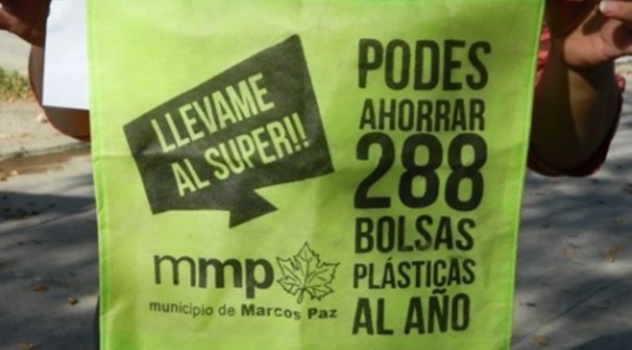 LLEVAME
AL SUPER!!
mmp
municipio de Marcos Paz
PODES
AHORRAR
288
BOLSAS
PLÁSTICAS
AL AÑO